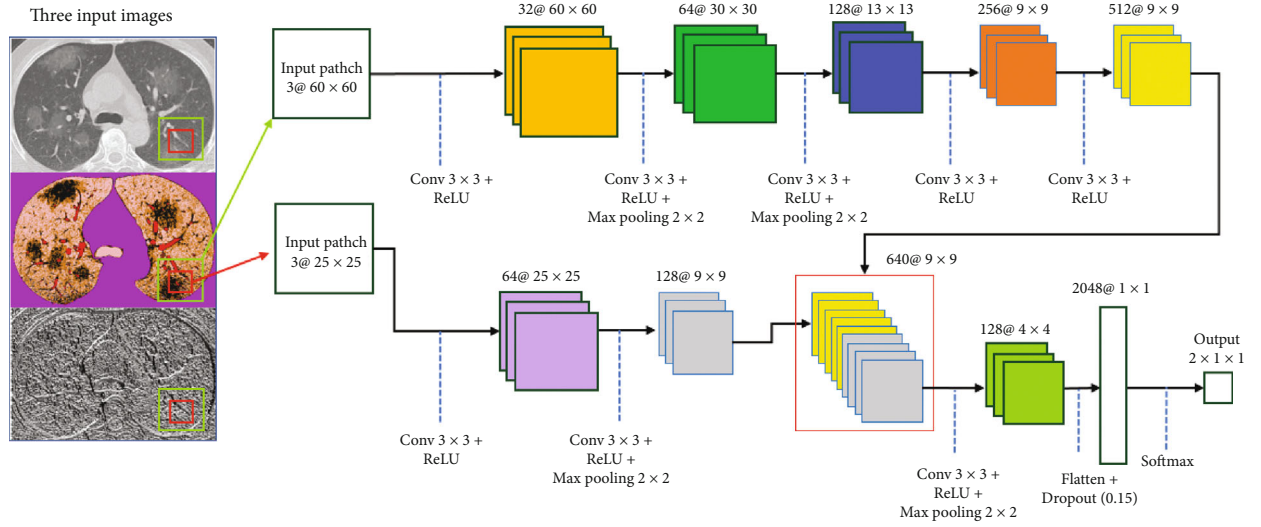 Three input images
32@ 60 × 60
64@ 30 × 30
128@ 13 × 13
256@ 9 × 9
512@ 9 × 9
Input pathch
3@ 60 × 60
Conv 3 × 3 +
ReLU
Conv 3 × 3 +
ReLU +
Max pooling 2 × 2
Conv 3 × 3 +
ReLU +
Max pooling 2 × 2
Conv 3 × 3 +
ReLU
Conv 3 × 3 +
ReLU
Input pathch
3@ 25 × 25
64@ 25 × 25
128@ 9 × 9
640@ 9 × 9
128@ 4 × 4
2048@ 1 × 1
Output
2 × 1 × 1
Conv 3 × 3 +
ReLU
Conv 3 × 3 +
ReLU +
Max pooling 2 × 2
Conv 3 × 3 +
ReLU +
Max pooling 2 × 2
Flatten +
Dropout (0.15)
Softmax